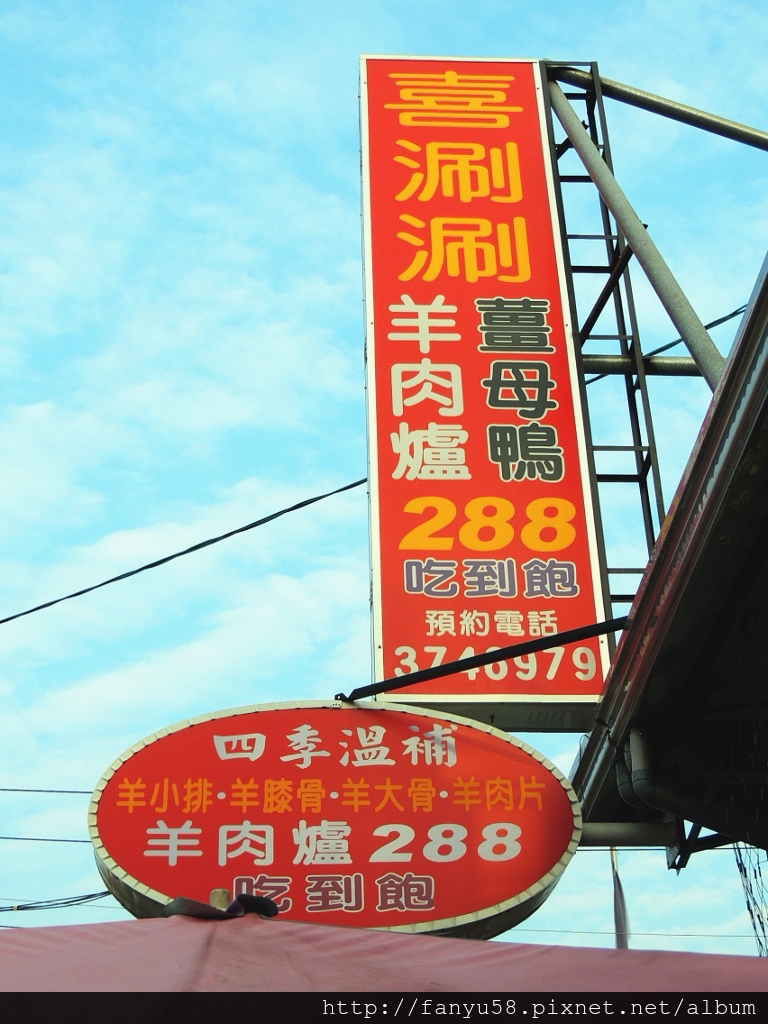 喜涮涮
羊肉爐
薑母鴨
288
吃到飽
預約電話
3746979
四季溫補
羊小排·羊膝骨·羊大骨·羊肉片
羊肉爐288
吃到飽
http://fanyu58.pixnet.net/album